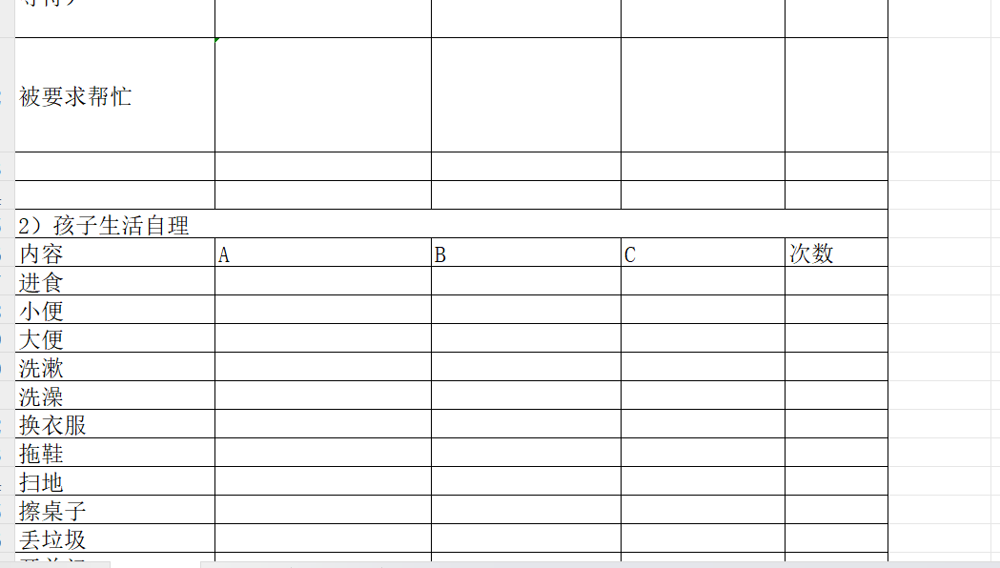 被要求帮忙
2）孩子生活自理
内容 A B C 次数
进食
小便
大便
洗漱
洗澡
换衣服
拖鞋
扫地
擦桌子
丢垃圾